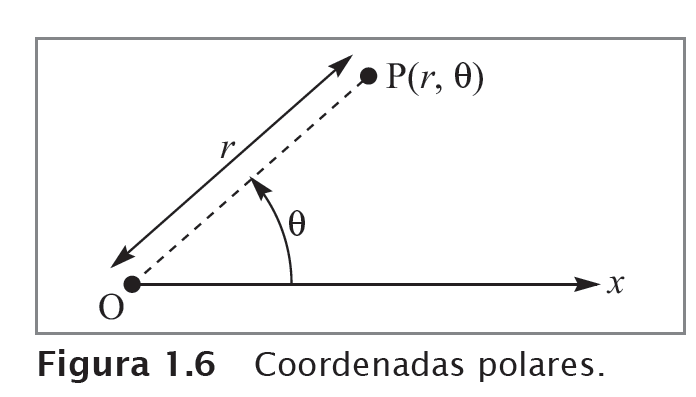 P(r, θ)
r
θ
x
O
Figura 1.6 Coordenadas polares.